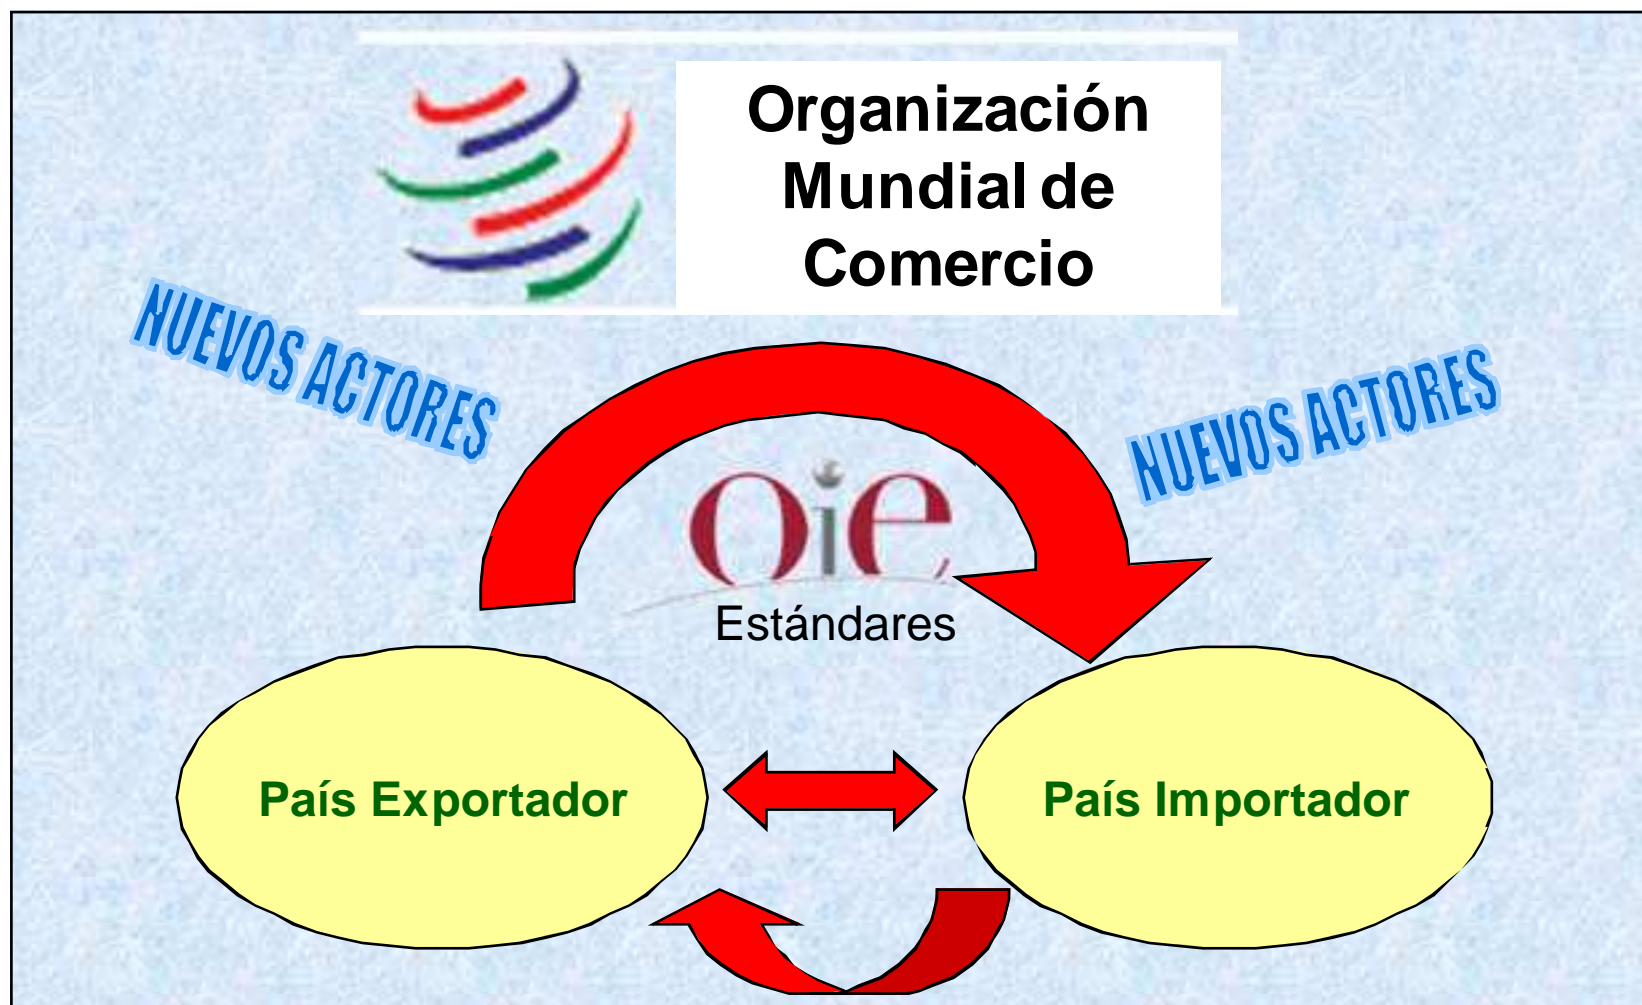 Organización
Mundial de
Comercio
NUEVOS ACTORES
NUEVOS ACTORES
oie
Estándares
País Exportador
País Importador